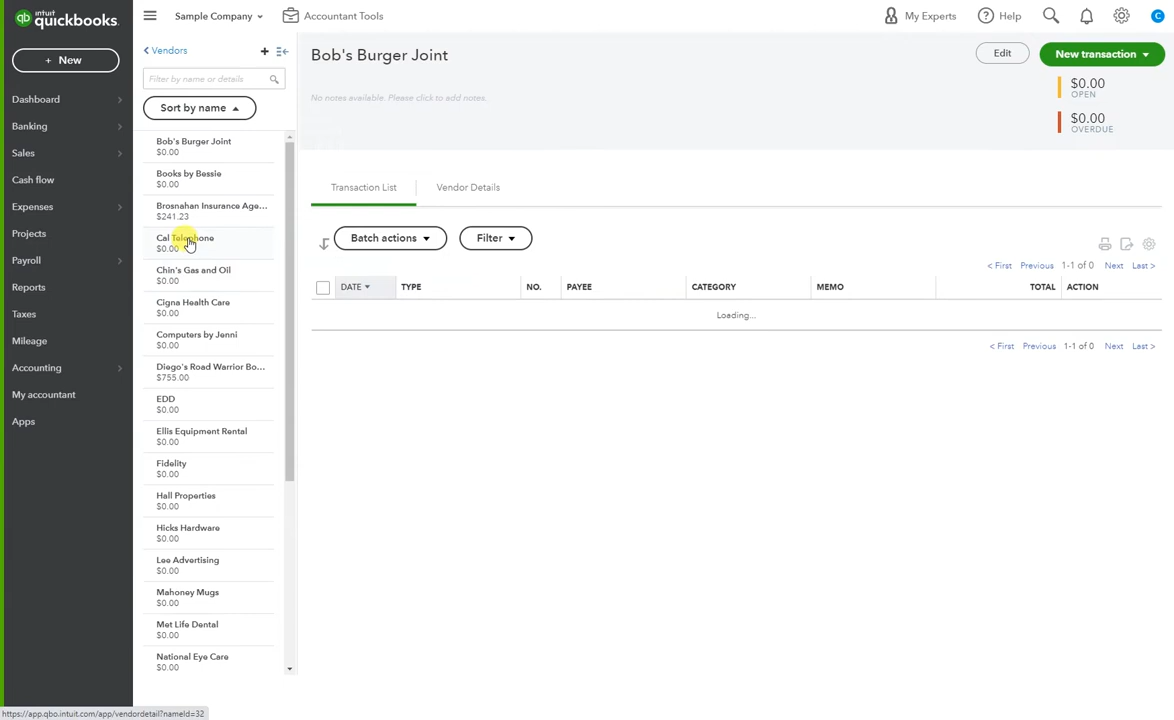 intuit
quickbooks.
Sample Company
Accountant Tools
My Experts
Help
C
+ New
Dashboard
Banking
Sales
Cash flow
Expenses
Projects
Payroll
Reports
Taxes
Mileage
Accounting
My accountant
Apps
Vendors
+
Filter by name or details
Sort by name
Bob's Burger Joint
$0.00
Books by Bessie
$0.00
Brosnahan Insurance Age...
$241.23
Cal Telephone
$0.00
Chin's Gas and Oil
$0.00
Cigna Health Care
$0.00
Computers by Jenni
$0.00
Diego's Road Warrior Bo...
$755.00
EDD
$0.00
Ellis Equipment Rental
$0.00
Fidelity
$0.00
Hall Properties
$0.00
Hicks Hardware
$0.00
Lee Advertising
$0.00
Mahoney Mugs
$0.00
Met Life Dental
$0.00
National Eye Care
$0.00
Bob's Burger Joint
Edit
New transaction
No notes available. Please click to add notes.
$0.00
OPEN
$0.00
OVERDUE
Transaction List
Vendor Details
Batch actions
Filter
< First Previous 1-1 of 0 Next Last >
DATE TYPE NO. PAYEE CATEGORY MEMO TOTAL ACTION
Loading...
< First Previous 1-1 of 0 Next Last >
https://app.qbo.intuit.com/app/vendordetail?nameId=32